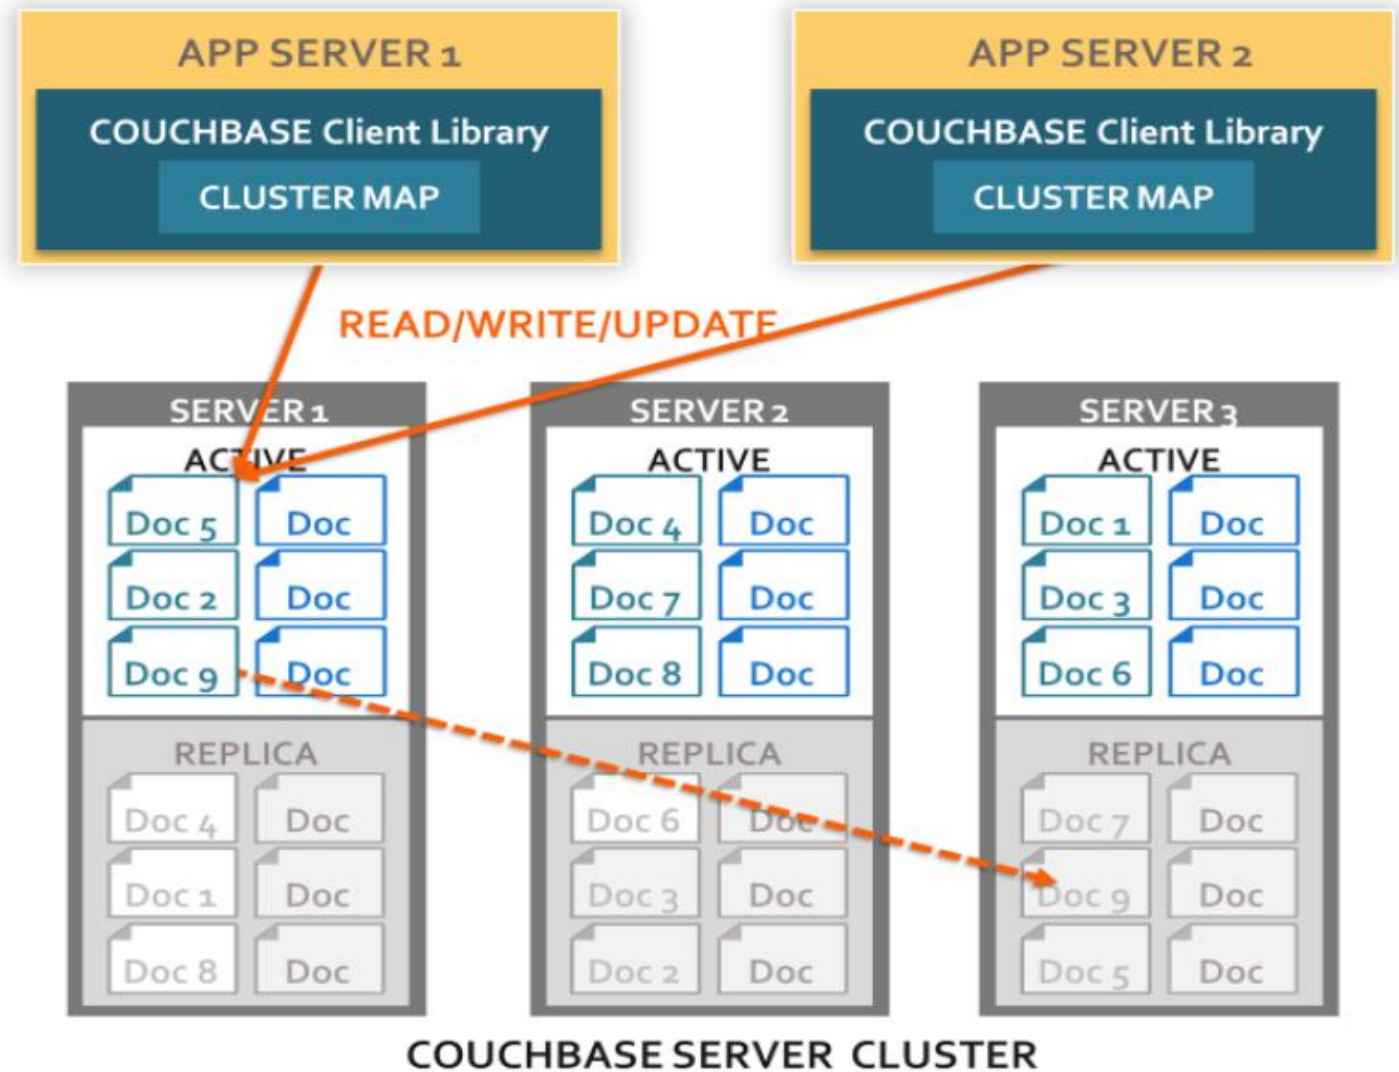 APP SERVER 1
APP SERVER 2
COUCHBASE Client Library
CLUSTER MAP
COUCHBASE Client Library
CLUSTER MAP
READ/WRITE/UPDATE
SERVER 1
ACTIVE
Doc 5 Doc
Doc 2 Doc
Doc 9 Doc
REPLICA
Doc 4 Doc
Doc 1 Doc
Doc 8 Doc
SERVER 2
ACTIVE
Doc 4 Doc
Doc 7 Doc
Doc 8 Doc
REPLICA
Doc 6 Doc
Doc 3 Doc
Doc 2 Doc
SERVER 3
ACTIVE
Doc 1 Doc
Doc 3 Doc
Doc 6 Doc
REPLICA
Doc 7 Doc
Doc 9 Doc
Doc 5 Doc
COUCHBASE SERVER CLUSTER